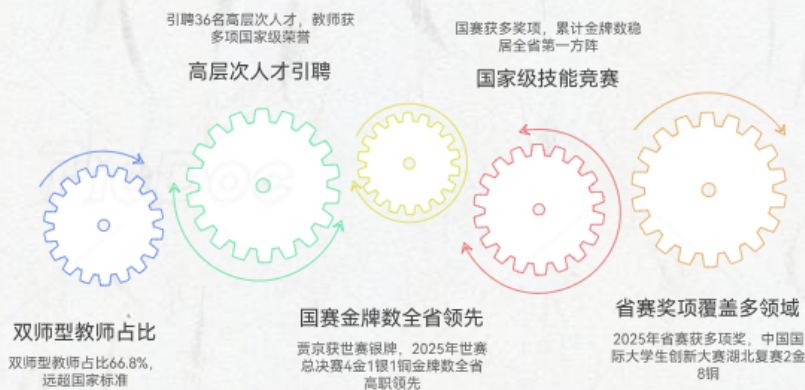 引聘36名高层次人才，教师获
多项国家级荣誉
高层次人才引聘
国赛获多奖项，累计金牌数稳
居全省第一方阵
国家级技能竞赛
双师型教师占比
双师型教师占比66.8%，
远超国家标准
国赛金牌数全省领先
贾京获世赛银牌，2025年世赛
总决赛4金1银1铜金牌数全省
高职领先
省赛奖项覆盖多领域
2025年省赛获多项奖，中国国
际大学生创新大赛湖北复赛2金
8铜